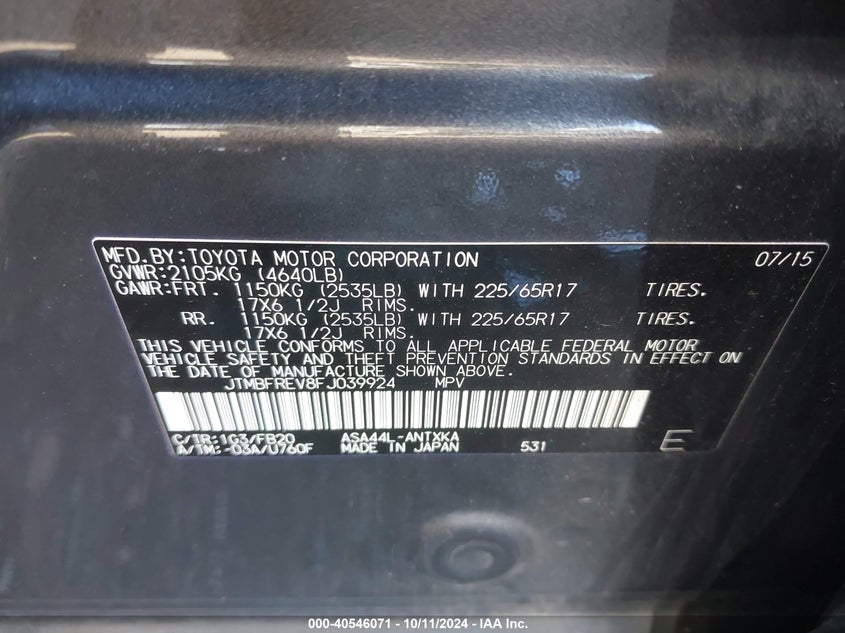 MFD.BY:TOYOTA MOTOR CORPORATION 07/15
GVWR:2105KG (4640LB)
GAWR:FRT. 1150KG (2535LB) WITH 225/65R17 TIRES.
17X6 1/2J RIMS.
RR. 1150KG (2535LB) WITH 225/65R17 TIRES.
17X6 1/2J RIMS.
THIS VEHICLE CONFORMS TO ALL APPLICABLE FEDERAL MOTOR
VEHICLE SAFETY AND THEFT PREVENTION STANDARDS IN EFFECT ON
THE DATE OF MANUFACTURE SHOWN ABOVE.
JTMBFREV8FJ039924 MPV
C/TR:1G3/FB20 ASA44L-ANTXKA
A/TM:-03A/U760F MADE IN JAPAN 531 E
000-40546071 - 10/11/2024 - IAA Inc.